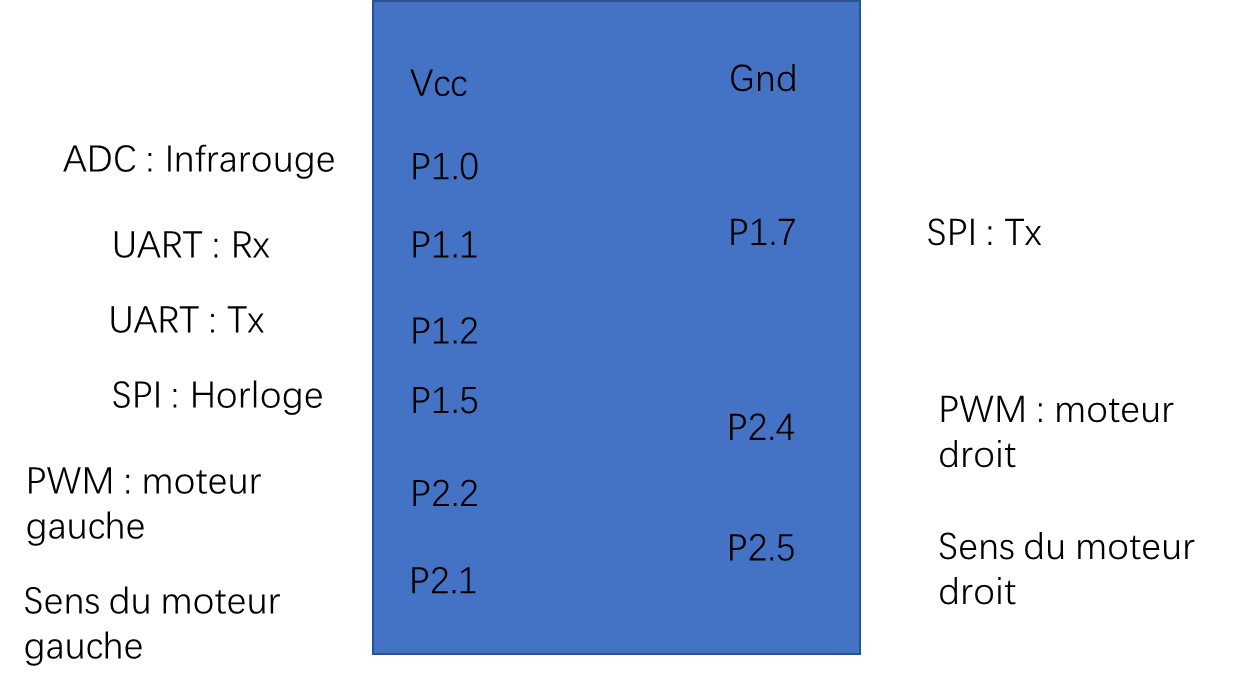 Vcc
Gnd
ADC : Infrarouge
P1.0
UART : Rx
P1.1
P1.7
SPI : Tx
UART : Tx
P1.2
SPI : Horloge
P1.5
P2.4
PWM : moteur
droit
PWM : moteur
gauche
P2.2
P2.5
Sens du moteur
droit
P2.1
Sens du moteur
gauche